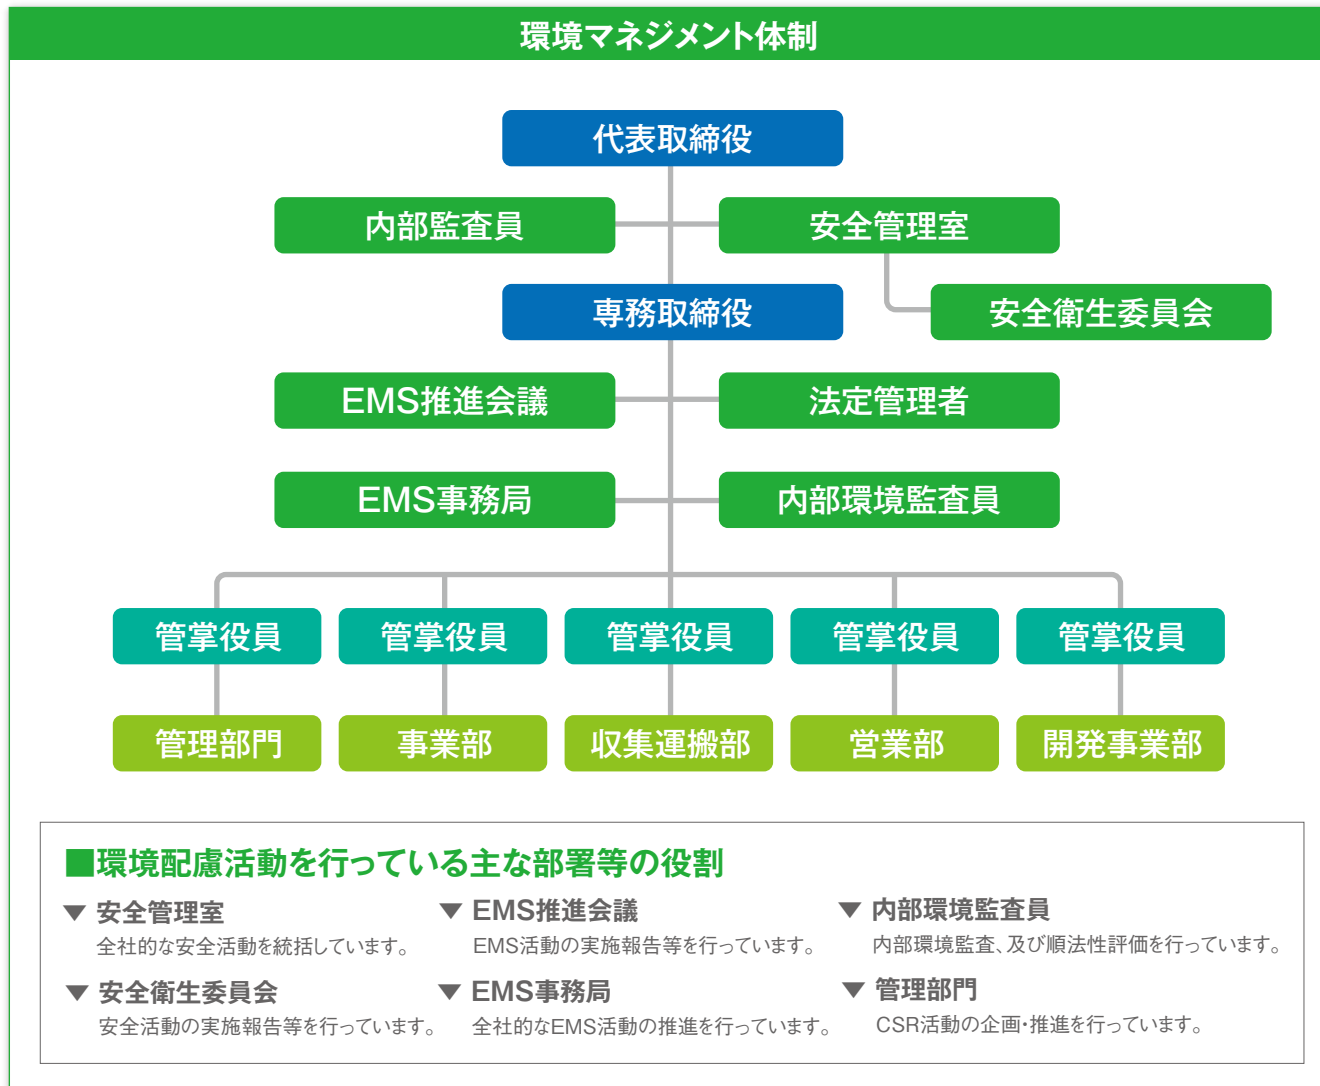 環境マネジメント体制
代表取締役
内部監査員
安全管理室
専務取締役
安全衛生委員会
EMS推進会議
法定管理者
EMS事務局
内部環境監査員
管掌役員
管掌役員
管掌役員
管掌役員
管掌役員
管理部門
事業部
収集運搬部
営業部
開発事業部
■環境配慮活動を行っている主な部署等の役割
▼ 安全管理室
全社的な安全活動を統括しています。
▼ EMS推進会議
EMS活動の実施報告等を行っています。
▼ 内部環境監査員
内部環境監査、及び順法性評価を行っています。
▼ 安全衛生委員会
安全活動の実施報告等を行っています。
▼ EMS事務局
全社的なEMS活動の推進を行っています。
▼ 管理部門
CSR活動の企画・推進を行っています。